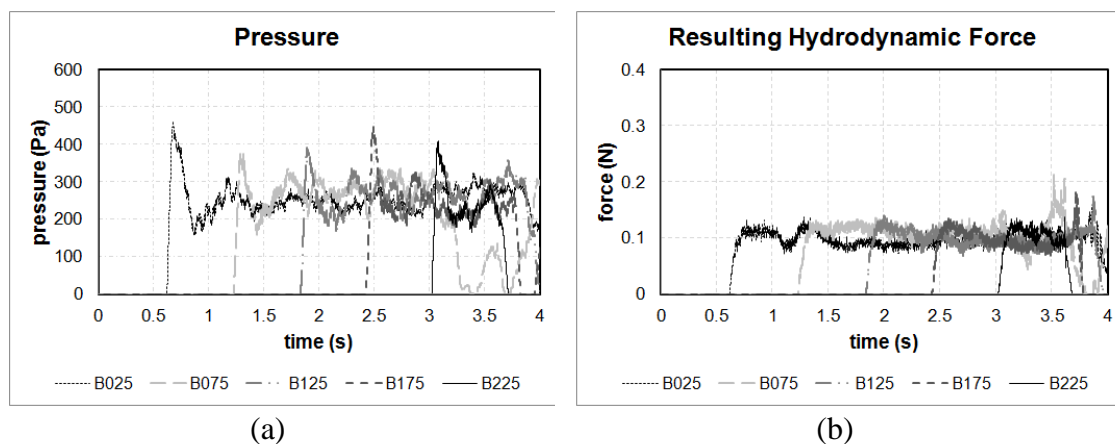 Pressure
600
500
400
300
200
100
0
pressure (Pa)
0 0.5 1 1.5 2 2.5 3 3.5 4
time (s)
B025 B075 B125 B175 B225
(a)
Resulting Hydrodynamic Force
0.4
0.3
0.2
0.1
0
force (N)
0 0.5 1 1.5 2 2.5 3 3.5 4
time (s)
B025 B075 B125 B175 B225
(b)